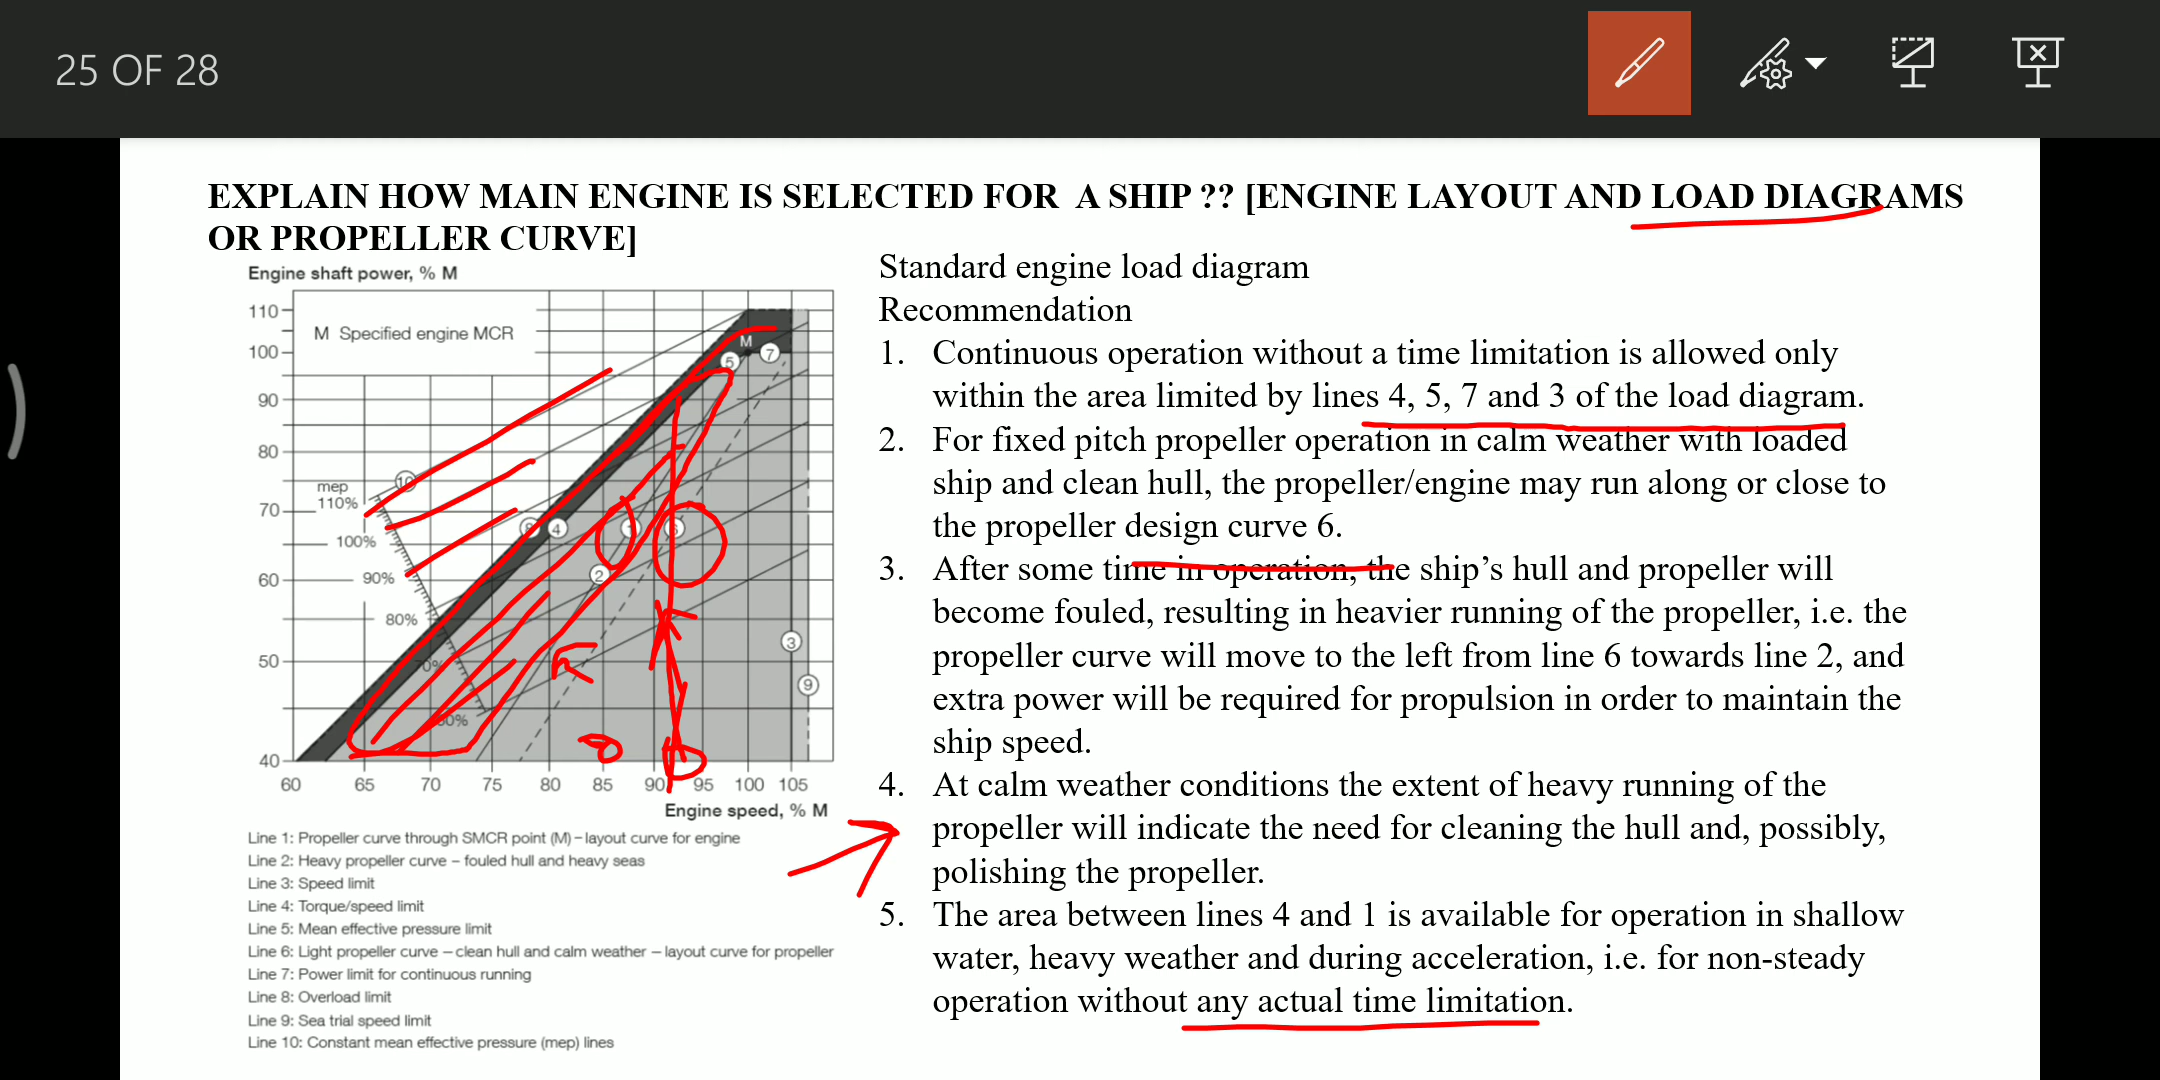 25 OF 28
EXPLAIN HOW MAIN ENGINE IS SELECTED FOR A SHIP ?? [ENGINE LAYOUT AND LOAD DIAGRAMS
OR PROPELLER CURVE]
Engine shaft power, % M
110
100
90
80
70
60
50
40
M Specified engine MCR
mep
110%
100%
90%
80%
70%
60%
10
M
5
7
8
4
1
6
2
3
9
60 65 70 75 80 85 90 95 100 105
Engine speed, % M
Line 1: Propeller curve through SMCR point (M) – layout curve for engine
Line 2: Heavy propeller curve – fouled hull and heavy seas
Line 3: Speed limit
Line 4: Torque/speed limit
Line 5: Mean effective pressure limit
Line 6: Light propeller curve – clean hull and calm weather – layout curve for propeller
Line 7: Power limit for continuous running
Line 8: Overload limit
Line 9: Sea trial speed limit
Line 10: Constant mean effective pressure (mep) lines
Standard engine load diagram
Recommendation
1. Continuous operation without a time limitation is allowed only
within the area limited by lines 4, 5, 7 and 3 of the load diagram.
2. For fixed pitch propeller operation in calm weather with loaded
ship and clean hull, the propeller/engine may run along or close to
the propeller design curve 6.
3. After some time in operation, the ship’s hull and propeller will
become fouled, resulting in heavier running of the propeller, i.e. the
propeller curve will move to the left from line 6 towards line 2, and
extra power will be required for propulsion in order to maintain the
ship speed.
4. At calm weather conditions the extent of heavy running of the
propeller will indicate the need for cleaning the hull and, possibly,
polishing the propeller.
5. The area between lines 4 and 1 is available for operation in shallow
water, heavy weather and during acceleration, i.e. for non-steady
operation without any actual time limitation.